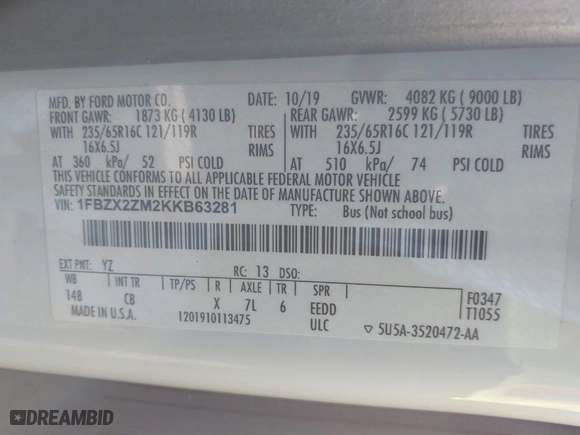 MFD. BY FORD MOTOR CO. 10/19 GVWR: 4082 KG ( 9000 LB)
FRONT GAWR: 1873 KG ( 4130 LB) REAR GAWR: 2599 KG ( 5730 LB)
WITH 235/65R16C 121/119R TIRES WITH 235/65R16C 121/119R TIRES
16X6.5J RIMS 16X6.5J RIMS
AT 360 kPa/ 52 PSI COLD AT 510 kPa/ 74 PSI COLD
THIS VEHICLE CONFORMS TO ALL APPLICABLE FEDERAL MOTOR VEHICLE
SAFETY STANDARDS IN EFFECT ON THE DATE OF MANUFACTURE SHOWN ABOVE.
VIN: 1FBZX2ZM2KKB63281 TYPE: Bus (Not school bus)
EXT PNT: YZ RC: 13 DSO:
WB INT TR TP/PS R AXLE TR SPR F0347
148 CB X 7L 6 EEDD T1055
MADE IN U.S.A. 1201910113475 ULC ▽ 5U5A-3520472-AA
DREAMBID